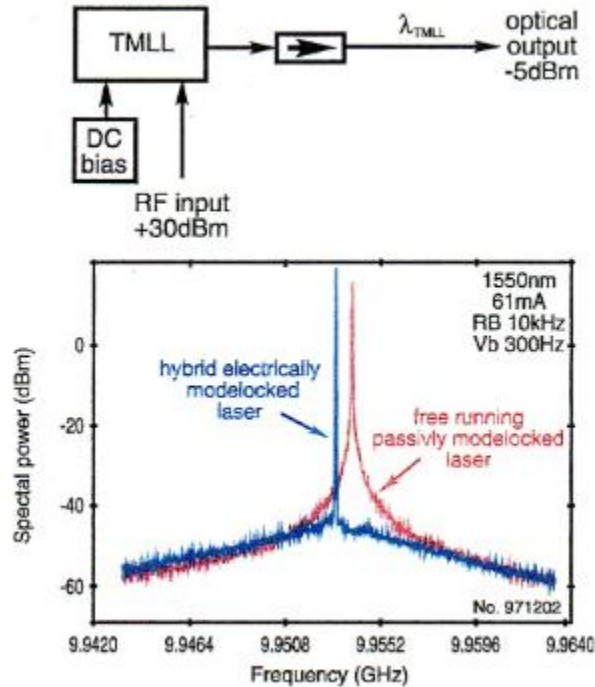 TMLL
λTMLL
optical
output
-5dBm
DC
bias
RF input
+30dBm
1550nm
61mA
RB 10kHz
Vb 300Hz
hybrid electrically
modelocked
laser
free running
passivly modelocked
laser
No. 971202
Spectal power (dBm)
0
-20
-40
-60
9.9420 9.9464 9.9508 9.9552 9.9596 9.9640
Frequency (GHz)